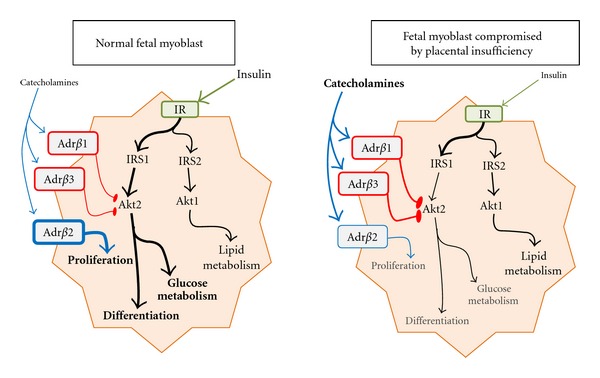 Normal fetal myoblast
Catecholamines
Insulin
IR
Adrβ1
IRS1
IRS2
Adrβ3
Akt2
Akt1
Adrβ2
Proliferation
Lipid
metabolism
Glucose
metabolism
Differentiation
Fetal myoblast compromised
by placental insufficiency
Catecholamines
Insulin
IR
Adrβ1
IRS1
IRS2
Adrβ3
Akt2
Akt1
Adrβ2
Proliferation
Lipid
metabolism
Glucose
metabolism
Differentiation